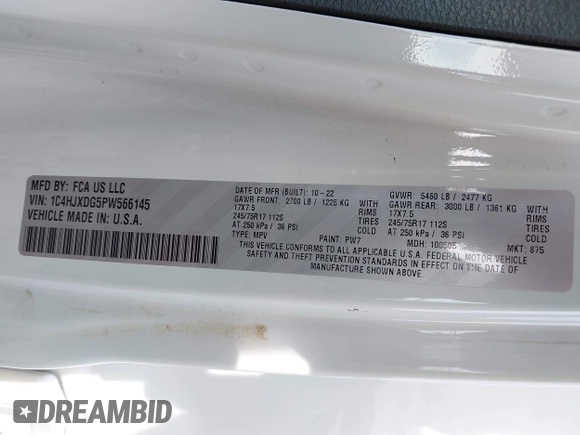 MFD BY: FCA US LLC
VIN: 1C4HJXDG5PW566145
VEHICLE MADE IN: U.S.A.
DATE OF MFR (BUILT): 10-22
GAWR FRONT: 2700 LB / 1225 KG
17X7.5 WITH RIMS
245/75R17 112S TIRES
AT 250 kPa / 36 PSI COLD
TYPE: MPV PAINT: PW7
GVWR: 5460 LB / 2477 KG
GAWR REAR: 3000 LB / 1361 KG
17X7.5 WITH RIMS
245/75R17 112S TIRES
AT 250 kPa / 36 PSI COLD
MDH: 100505 MKT: 875
THIS VEHICLE CONFORMS TO ALL APPLICABLE U.S.A. FEDERAL MOTOR VEHICLE
SAFETY AND THEFT PREVENTION STANDARDS IN EFFECT ON THE DATE OF
MANUFACTURE SHOWN ABOVE.
DREAMBID